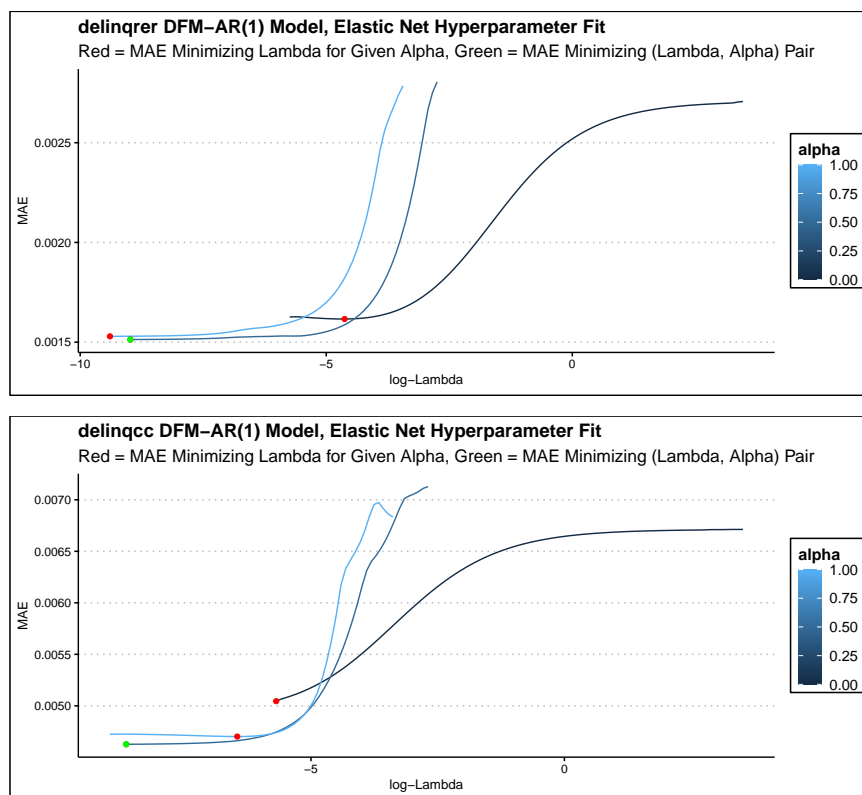 delinqrer DFM−AR(1) Model, Elastic Net Hyperparameter Fit
Red = MAE Minimizing Lambda for Given Alpha, Green = MAE Minimizing (Lambda, Alpha) Pair
0.0025
0.0020
0.0015
MAE
−10
−5
0
log−Lambda
alpha
1.00
0.75
0.50
0.25
0.00
delinqcc DFM−AR(1) Model, Elastic Net Hyperparameter Fit
Red = MAE Minimizing Lambda for Given Alpha, Green = MAE Minimizing (Lambda, Alpha) Pair
0.0070
0.0065
0.0060
0.0055
0.0050
MAE
−5
0
log−Lambda
alpha
1.00
0.75
0.50
0.25
0.00